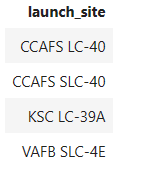 launch_site
CCAFS LC-40
CCAFS SLC-40
KSC LC-39A
VAFB SLC-4E